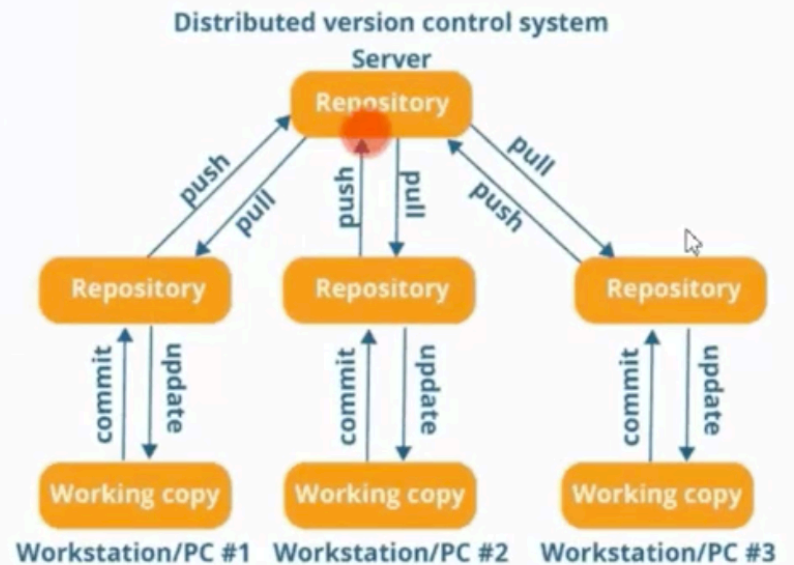 Distributed version control system
Server
Repository
push
pull
push
pull
push
pull
Repository
Repository
Repository
commit
update
commit
update
commit
update
Working copy
Working copy
Working copy
Workstation/PC #1
Workstation/PC #2
Workstation/PC #3